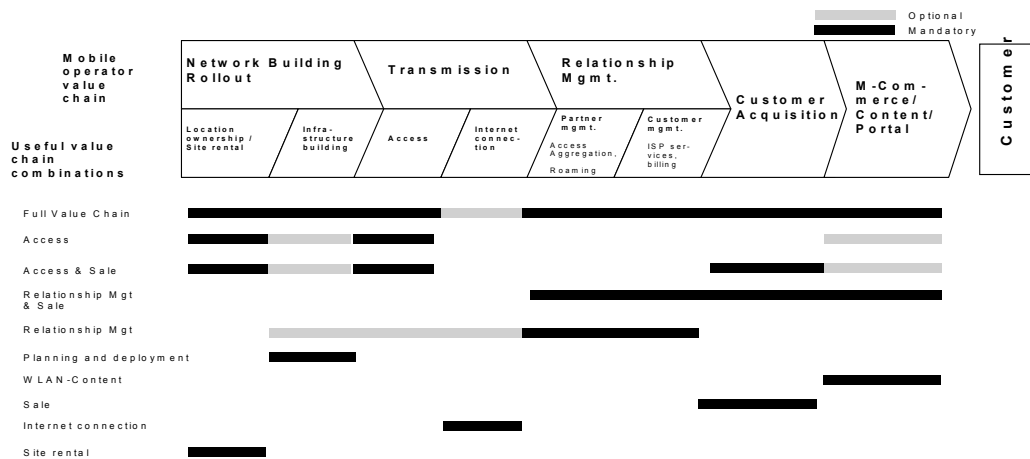 Optional
Mandatory
Mobile
operator
value
chain
Network Building
Rollout
Transmission
Relationship
Mgmt.
Customer
Acquisition
M-Com-
merce/
Content/
Portal
Customer
Useful value
chain
combinations
Location
ownership /
Site rental
Infra-
structure
building
Access
Internet
connec-
tion
Partner
mgmt.
Access
Aggregation,
Roaming
Customer
mgmt.
ISP ser-
vices,
billing
Full Value Chain
Access
Access & Sale
Relationship Mgt
& Sale
Relationship Mgt
Planning and deployment
WLAN-Content
Sale
Internet connection
Site rental